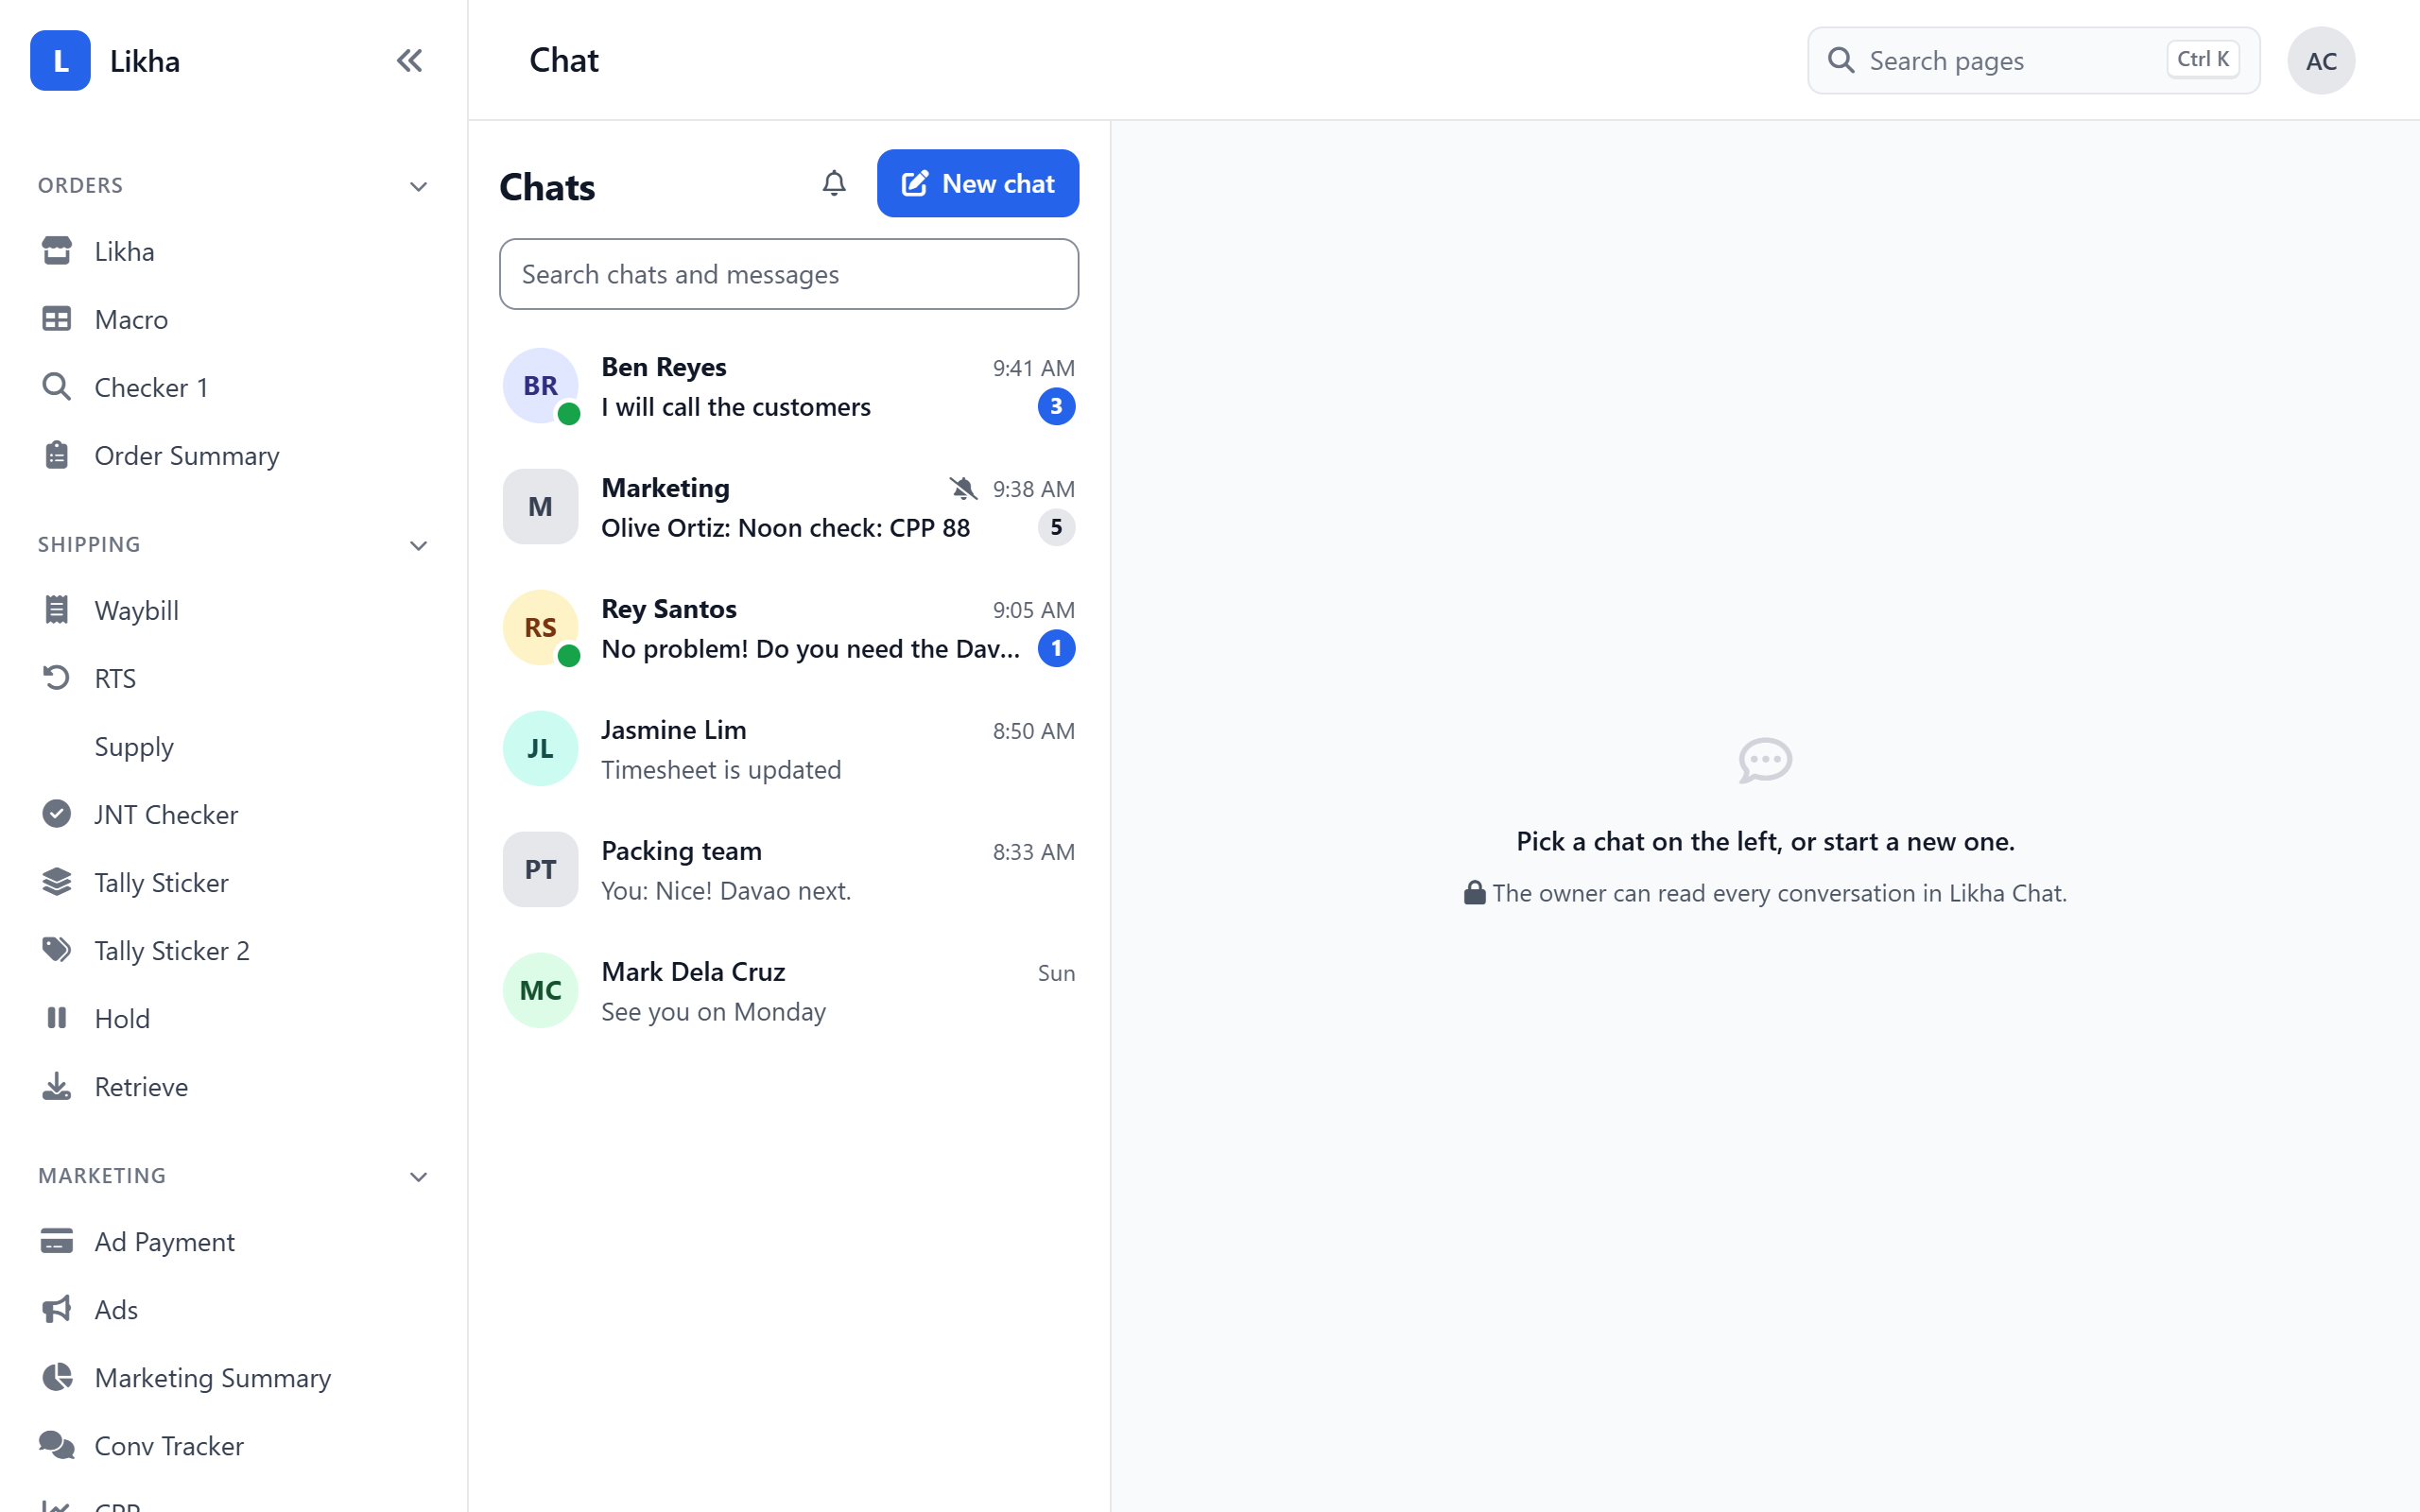 L Likha
Chat
Search pages Ctrl K
AC
ORDERS
Likha
Macro
Checker 1
Order Summary
SHIPPING
Waybill
RTS
Supply
JNT Checker
Tally Sticker
Tally Sticker 2
Hold
Retrieve
MARKETING
Ad Payment
Ads
Marketing Summary
Conv Tracker
CPP
Chats
New chat
Search chats and messages
BR Ben Reyes 9:41 AM
I will call the customers 3
M Marketing 9:38 AM
Olive Ortiz: Noon check: CPP 88 5
RS Rey Santos 9:05 AM
No problem! Do you need the Dav... 1
JL Jasmine Lim 8:50 AM
Timesheet is updated
PT Packing team 8:33 AM
You: Nice! Davao next.
MC Mark Dela Cruz Sun
See you on Monday
Pick a chat on the left, or start a new one.
The owner can read every conversation in Likha Chat.